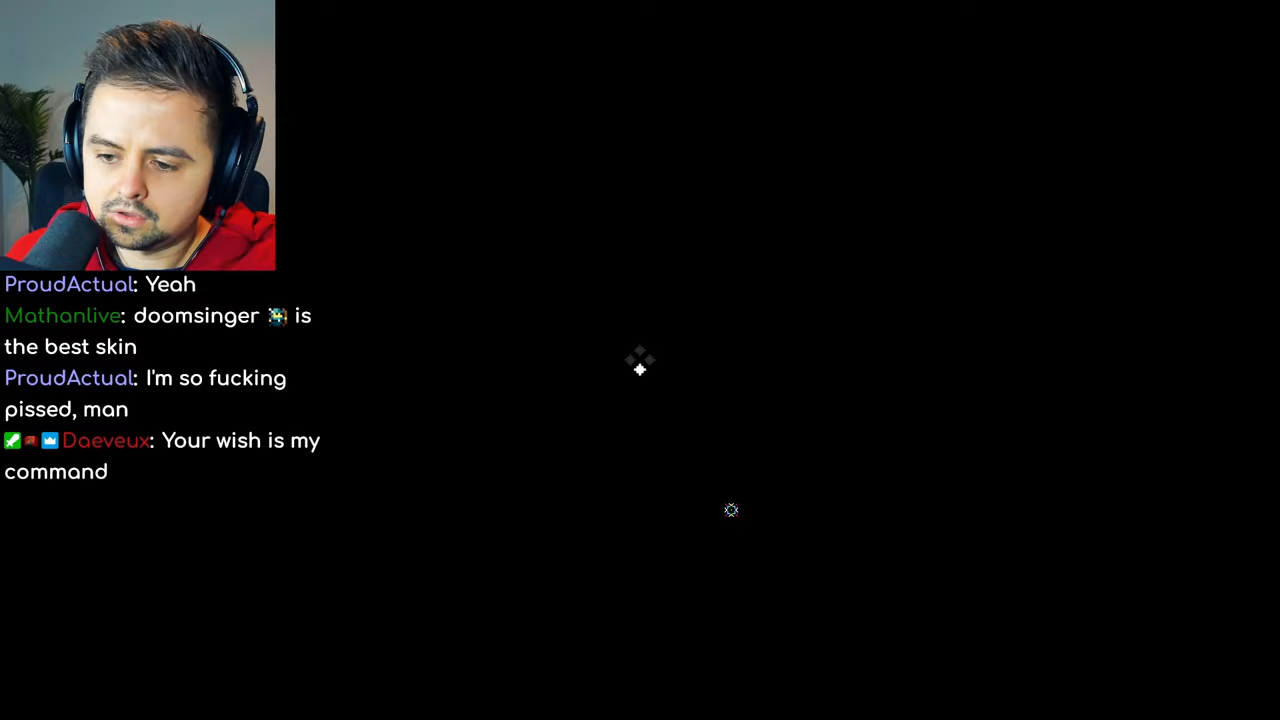 ProudActual: Yeah
Mathanlive: doomsinger is
the best skin
ProudActual: I'm so fucking
pissed, man
Daeveux: Your wish is my
command